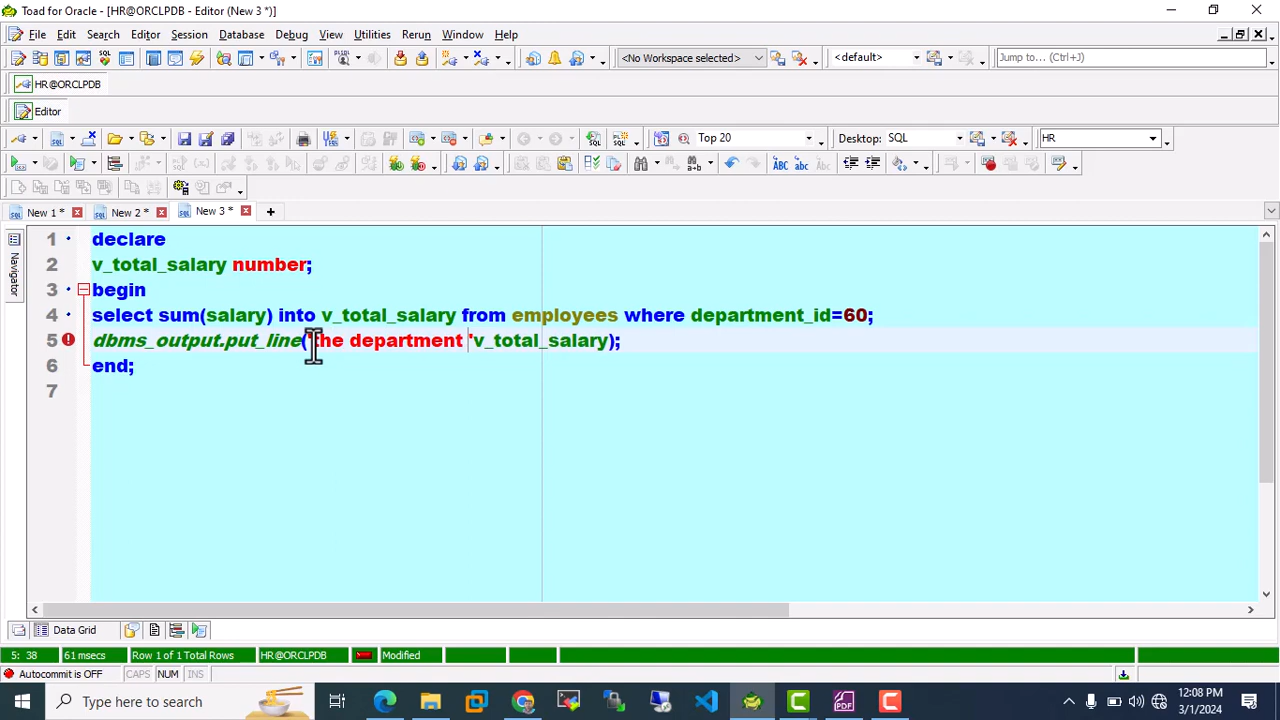 Toad for Oracle - [HR@ORCLPDB - Editor (New 3 *)]
File Edit Search Editor Session Database Debug View Utilities Rerun Window Help
<No Workspace selected> <default> Jump to... (Ctrl+J)
HR@ORCLPDB
Editor
Top 20 Desktop: SQL HR
New 1 * New 2 * New 3 *
Navigator
1 declare
2 v_total_salary number;
3 begin
4 select sum(salary) into v_total_salary from employees where department_id=60;
5 dbms_output.put_line('the department 'v_total_salary);
6 end;
7
Data Grid
5: 38 61 msecs Row 1 of 1 Total Rows HR@ORCLPDB Modified
Autocommit is OFF CAPS NUM INS
Type here to search
12:08 PM
3/1/2024